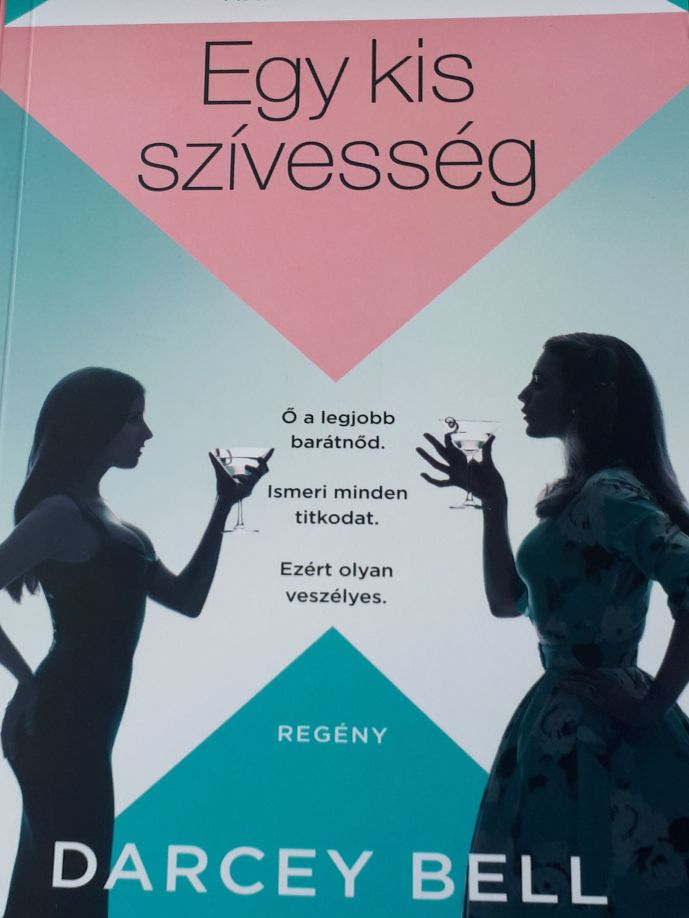 Egy kis
szívesség
Ő a legjobb
barátnőd.
Ismeri minden
titkodat.
Ezért olyan
veszélyes.
REGÉNY
DARCEY BELL